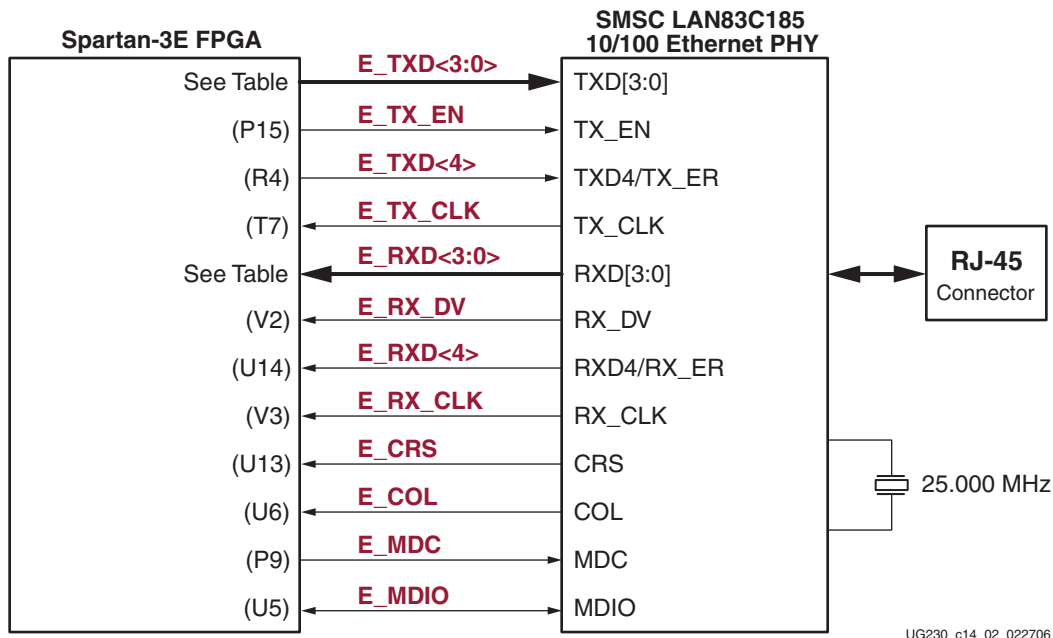 Spartan-3E FPGA
SMSC LAN83C185
10/100 Ethernet PHY
See Table E_TXD<3:0> TXD[3:0]
(P15) E_TX_EN TX_EN
(R4) E_TXD<4> TXD4/TX_ER
(T7) E_TX_CLK TX_CLK
See Table E_RXD<3:0> RXD[3:0]
(V2) E_RX_DV RX_DV
(U14) E_RXD<4> RXD4/RX_ER
(V3) E_RX_CLK RX_CLK
(U13) E_CRS CRS
(U6) E_COL COL
(P9) E_MDC MDC
(U5) E_MDIO MDIO
RJ-45
Connector
25.000 MHz
UG230_c14_02_022706